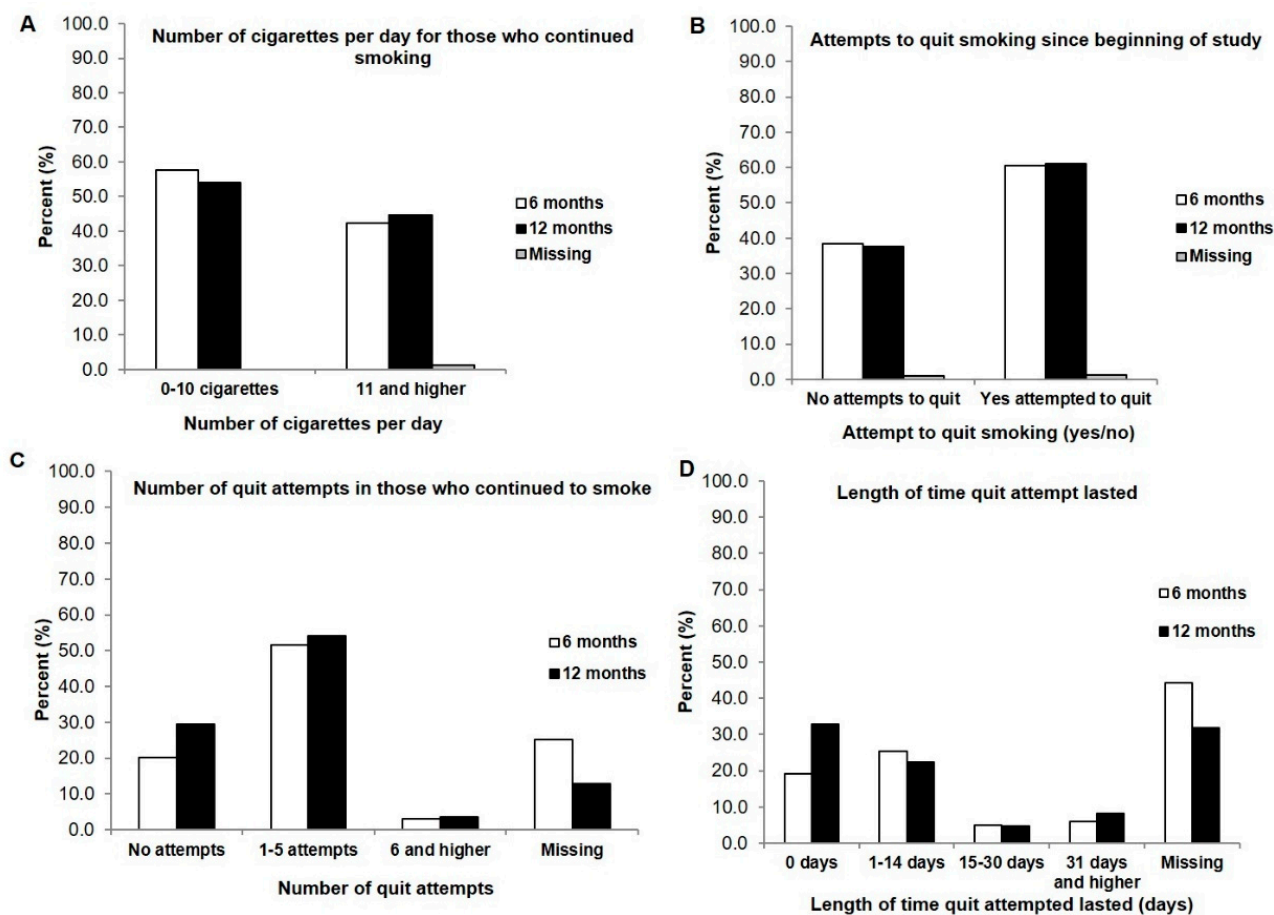 A
Number of cigarettes per day for those who continued
smoking
100.0
90.0
80.0
70.0
60.0
50.0
40.0
30.0
20.0
10.0
0.0
Percent (%)
6 months
12 months
Missing
0-10 cigarettes
11 and higher
Number of cigarettes per day
B
Attempts to quit smoking since beginning of study
100.0
90.0
80.0
70.0
60.0
50.0
40.0
30.0
20.0
10.0
0.0
Percent (%)
6 months
12 months
Missing
No attempts to quit
Yes attempted to quit
Attempt to quit smoking (yes/no)
C
Number of quit attempts in those who continued to smoke
100.0
90.0
80.0
70.0
60.0
50.0
40.0
30.0
20.0
10.0
0.0
Percent (%)
6 months
12 months
No attempts
1-5 attempts
6 and higher
Missing
Number of quit attempts
D
Length of time quit attempt lasted
100.0
90.0
80.0
70.0
60.0
50.0
40.0
30.0
20.0
10.0
0.0
Percent (%)
6 months
12 months
0 days
1-14 days
15-30 days
31 days
and higher
Missing
Length of time quit attempted lasted (days)